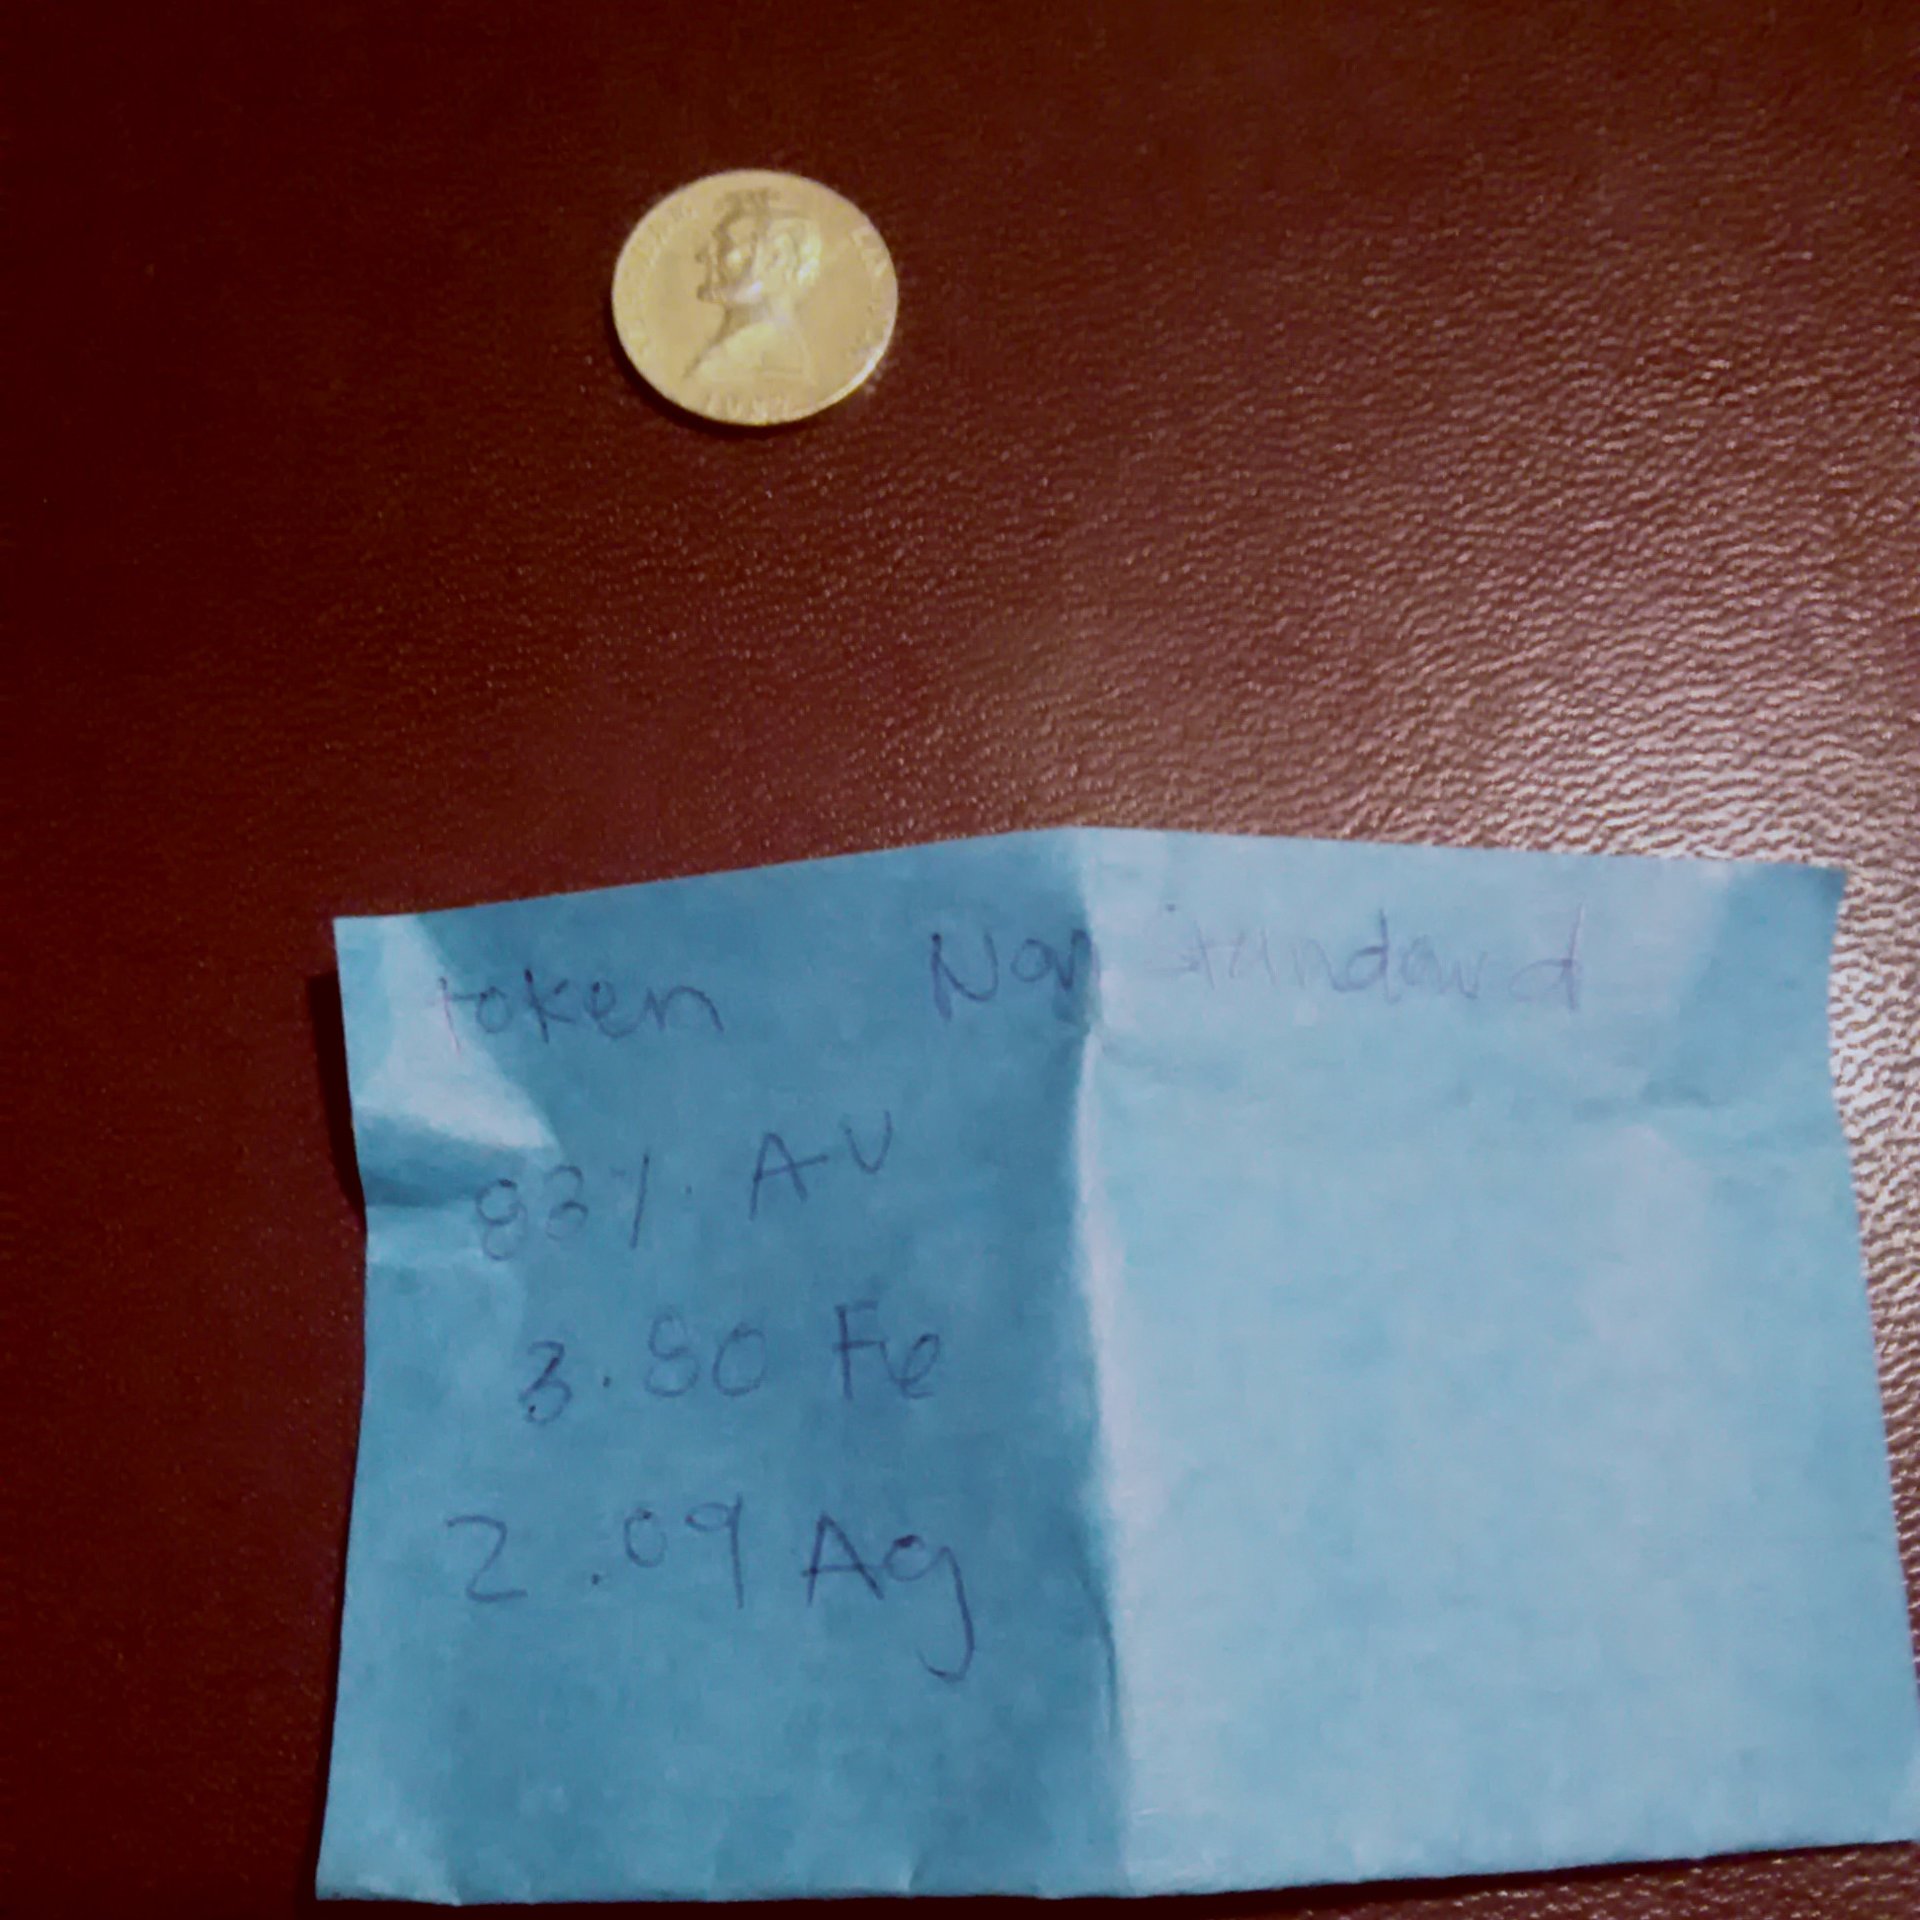 token Non Standard
83% AU
3.80 Fe
2.09 Ag